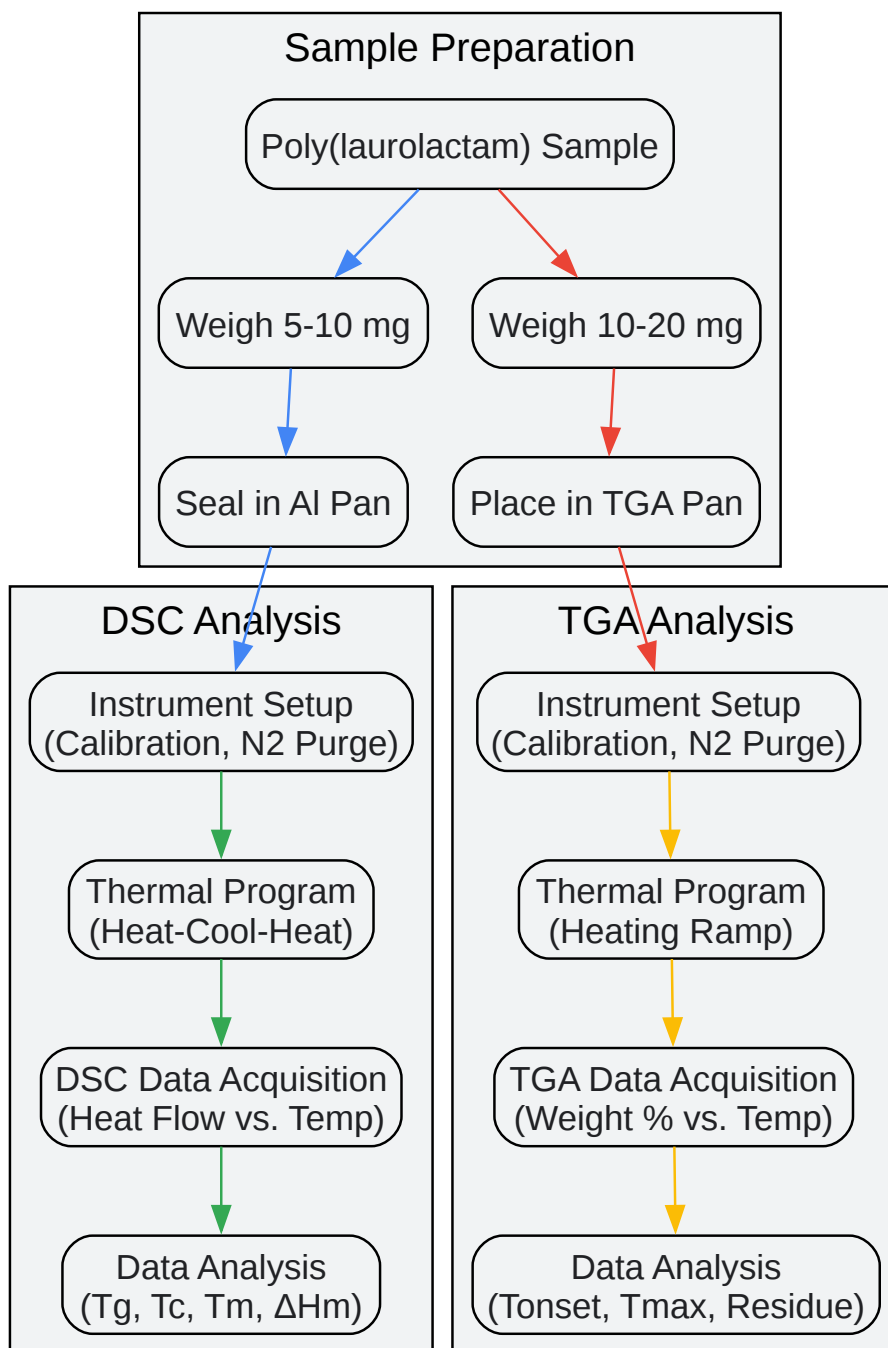 Sample Preparation
Poly(laurolactam) Sample
Weigh 5-10 mg
Weigh 10-20 mg
Seal in Al Pan
Place in TGA Pan
DSC Analysis
Instrument Setup
(Calibration, N2 Purge)
Thermal Program
(Heat-Cool-Heat)
DSC Data Acquisition
(Heat Flow vs. Temp)
Data Analysis
(Tg, Tc, Tm, ΔHm)
TGA Analysis
Instrument Setup
(Calibration, N2 Purge)
Thermal Program
(Heating Ramp)
TGA Data Acquisition
(Weight % vs. Temp)
Data Analysis
(Tonset, Tmax, Residue)